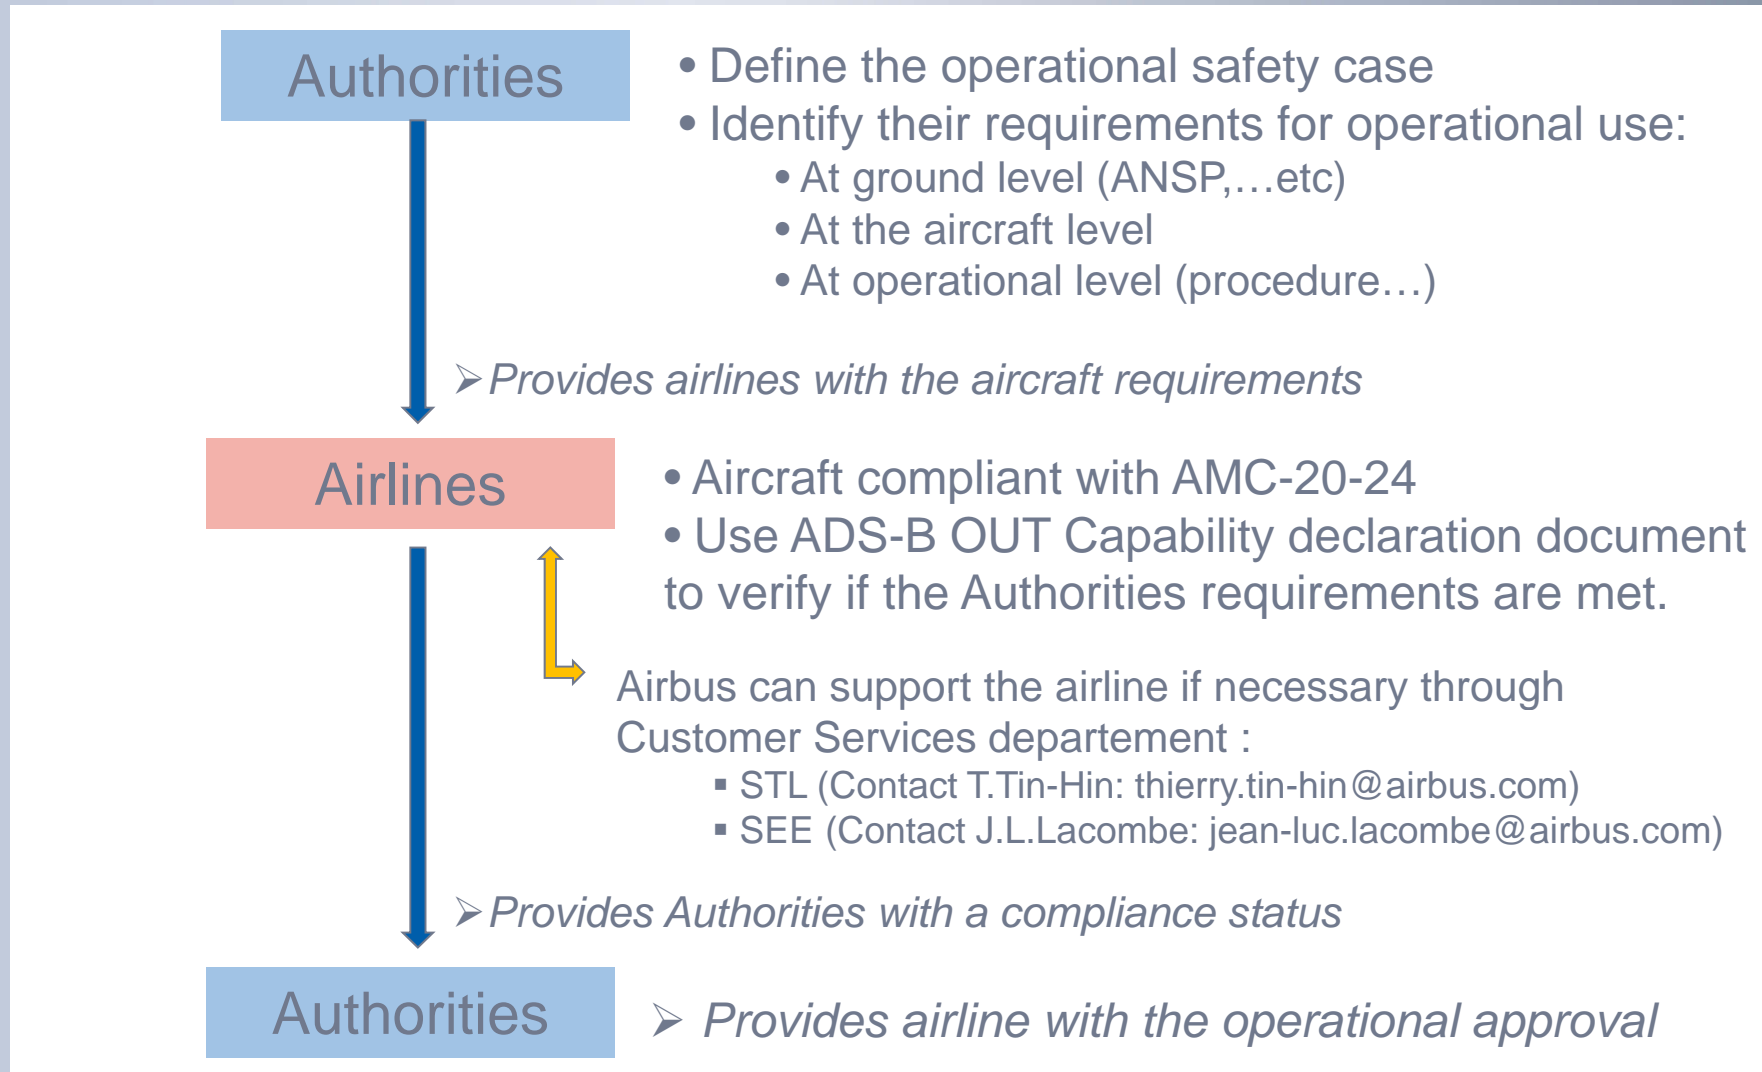 Authorities
• Define the operational safety case
• Identify their requirements for operational use:
• At ground level (ANSP,…etc)
• At the aircraft level
• At operational level (procedure…)
➢ Provides airlines with the aircraft requirements
Airlines
• Aircraft compliant with AMC-20-24
• Use ADS-B OUT Capability declaration document
to verify if the Authorities requirements are met.
Airbus can support the airline if necessary through
Customer Services departement :
▪ STL (Contact T.Tin-Hin: thierry.tin-hin@airbus.com)
▪ SEE (Contact J.L.Lacombe: jean-luc.lacombe@airbus.com)
➢ Provides Authorities with a compliance status
Authorities
➢ Provides airline with the operational approval